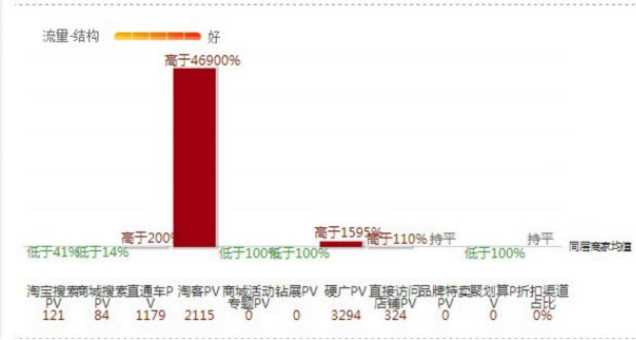 流量-结构 好
高于46900%
高于1595%
高于200% 高于110% 持平 持平
低于41% 低于14% 低于100% 低于100% 低于100% 同层商家均值
淘宝搜索PV 商城搜索PV 直通车PV 淘客PV 商城活动专题PV 钻展PV 硬广PV 直接访问店铺PV 品牌特卖PV 聚划算PV 折扣渠道占比
121 84 1179 2115 0 0 3294 324 0 0 0%